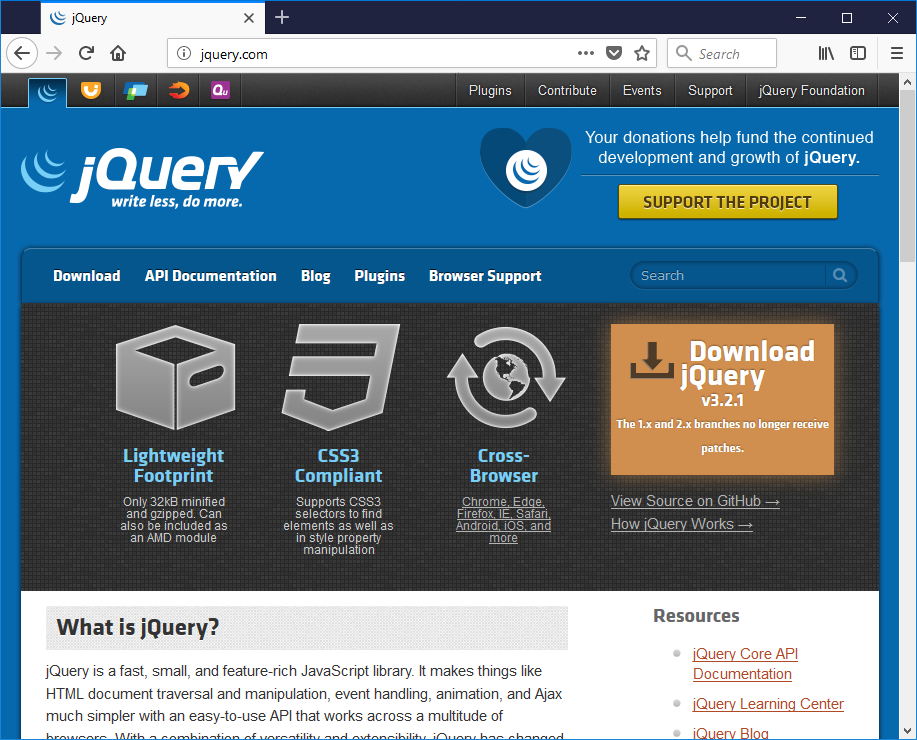 jQuery
jquery.com
Search
Qu
Plugins
Contribute
Events
Support
jQuery Foundation
jQuery
write less, do more.
Your donations help fund the continued
development and growth of jQuery.
SUPPORT THE PROJECT
Download
API Documentation
Blog
Plugins
Browser Support
Search
Lightweight
Footprint
Only 32kB minified
and gzipped. Can
also be included as
an AMD module
CSS3
Compliant
Supports CSS3
selectors to find
elements as well as
in style property
manipulation
Cross-
Browser
Chrome, Edge,
Firefox, IE, Safari,
Android, iOS, and
more
Download
jQuery
v3.2.1
The 1.x and 2.x branches no longer receive
patches.
View Source on GitHub →
How jQuery Works →
What is jQuery?
jQuery is a fast, small, and feature-rich JavaScript library. It makes things like
HTML document traversal and manipulation, event handling, animation, and Ajax
much simpler with an easy-to-use API that works across a multitude of
browsers. With a combination of versatility and extensibility, jQuery has changed
Resources
jQuery Core API
Documentation
jQuery Learning Center
jQuery Blog